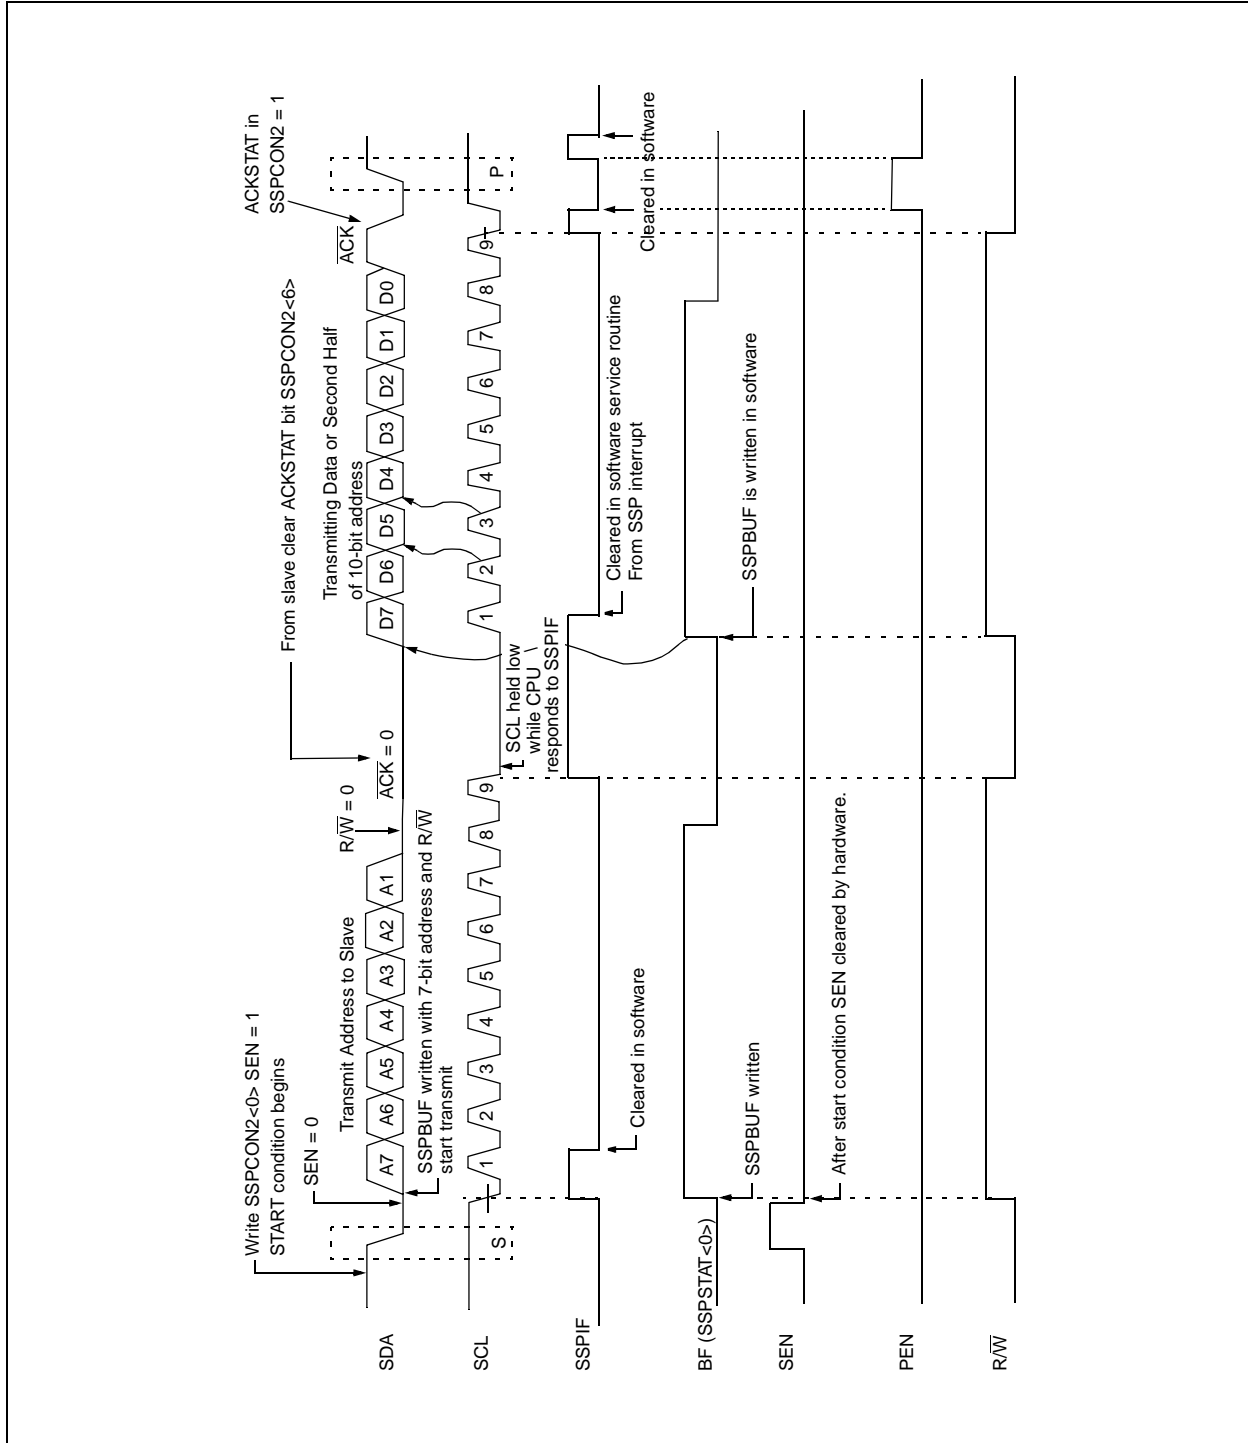 Write SSPCON2<0> SEN = 1
START condition begins
SEN = 0
Transmit Address to Slave
R/W = 0
From slave clear ACKSTAT bit SSPCON2<6>
Transmitting Data or Second Half
of 10-bit address
ACKSTAT in
SSPCON2 = 1
ACK
SDA
A7 A6 A5 A4 A3 A2 A1
ACK = 0
D7 D6 D5 D4 D3 D2 D1 D0
SSPBUF written with 7-bit address and R/W
start transmit
SCL
S
1 2 3 4 5 6 7 8 9
1 2 3 4 5 6 7 8 9
P
SCL held low
while CPU
responds to SSPIF
SSPIF
Cleared in software
Cleared in software service routine
From SSP interrupt
Cleared in software
BF (SSPSTAT<0>)
SSPBUF written
SSPBUF is written in software
SEN
After start condition SEN cleared by hardware.
PEN
R/W